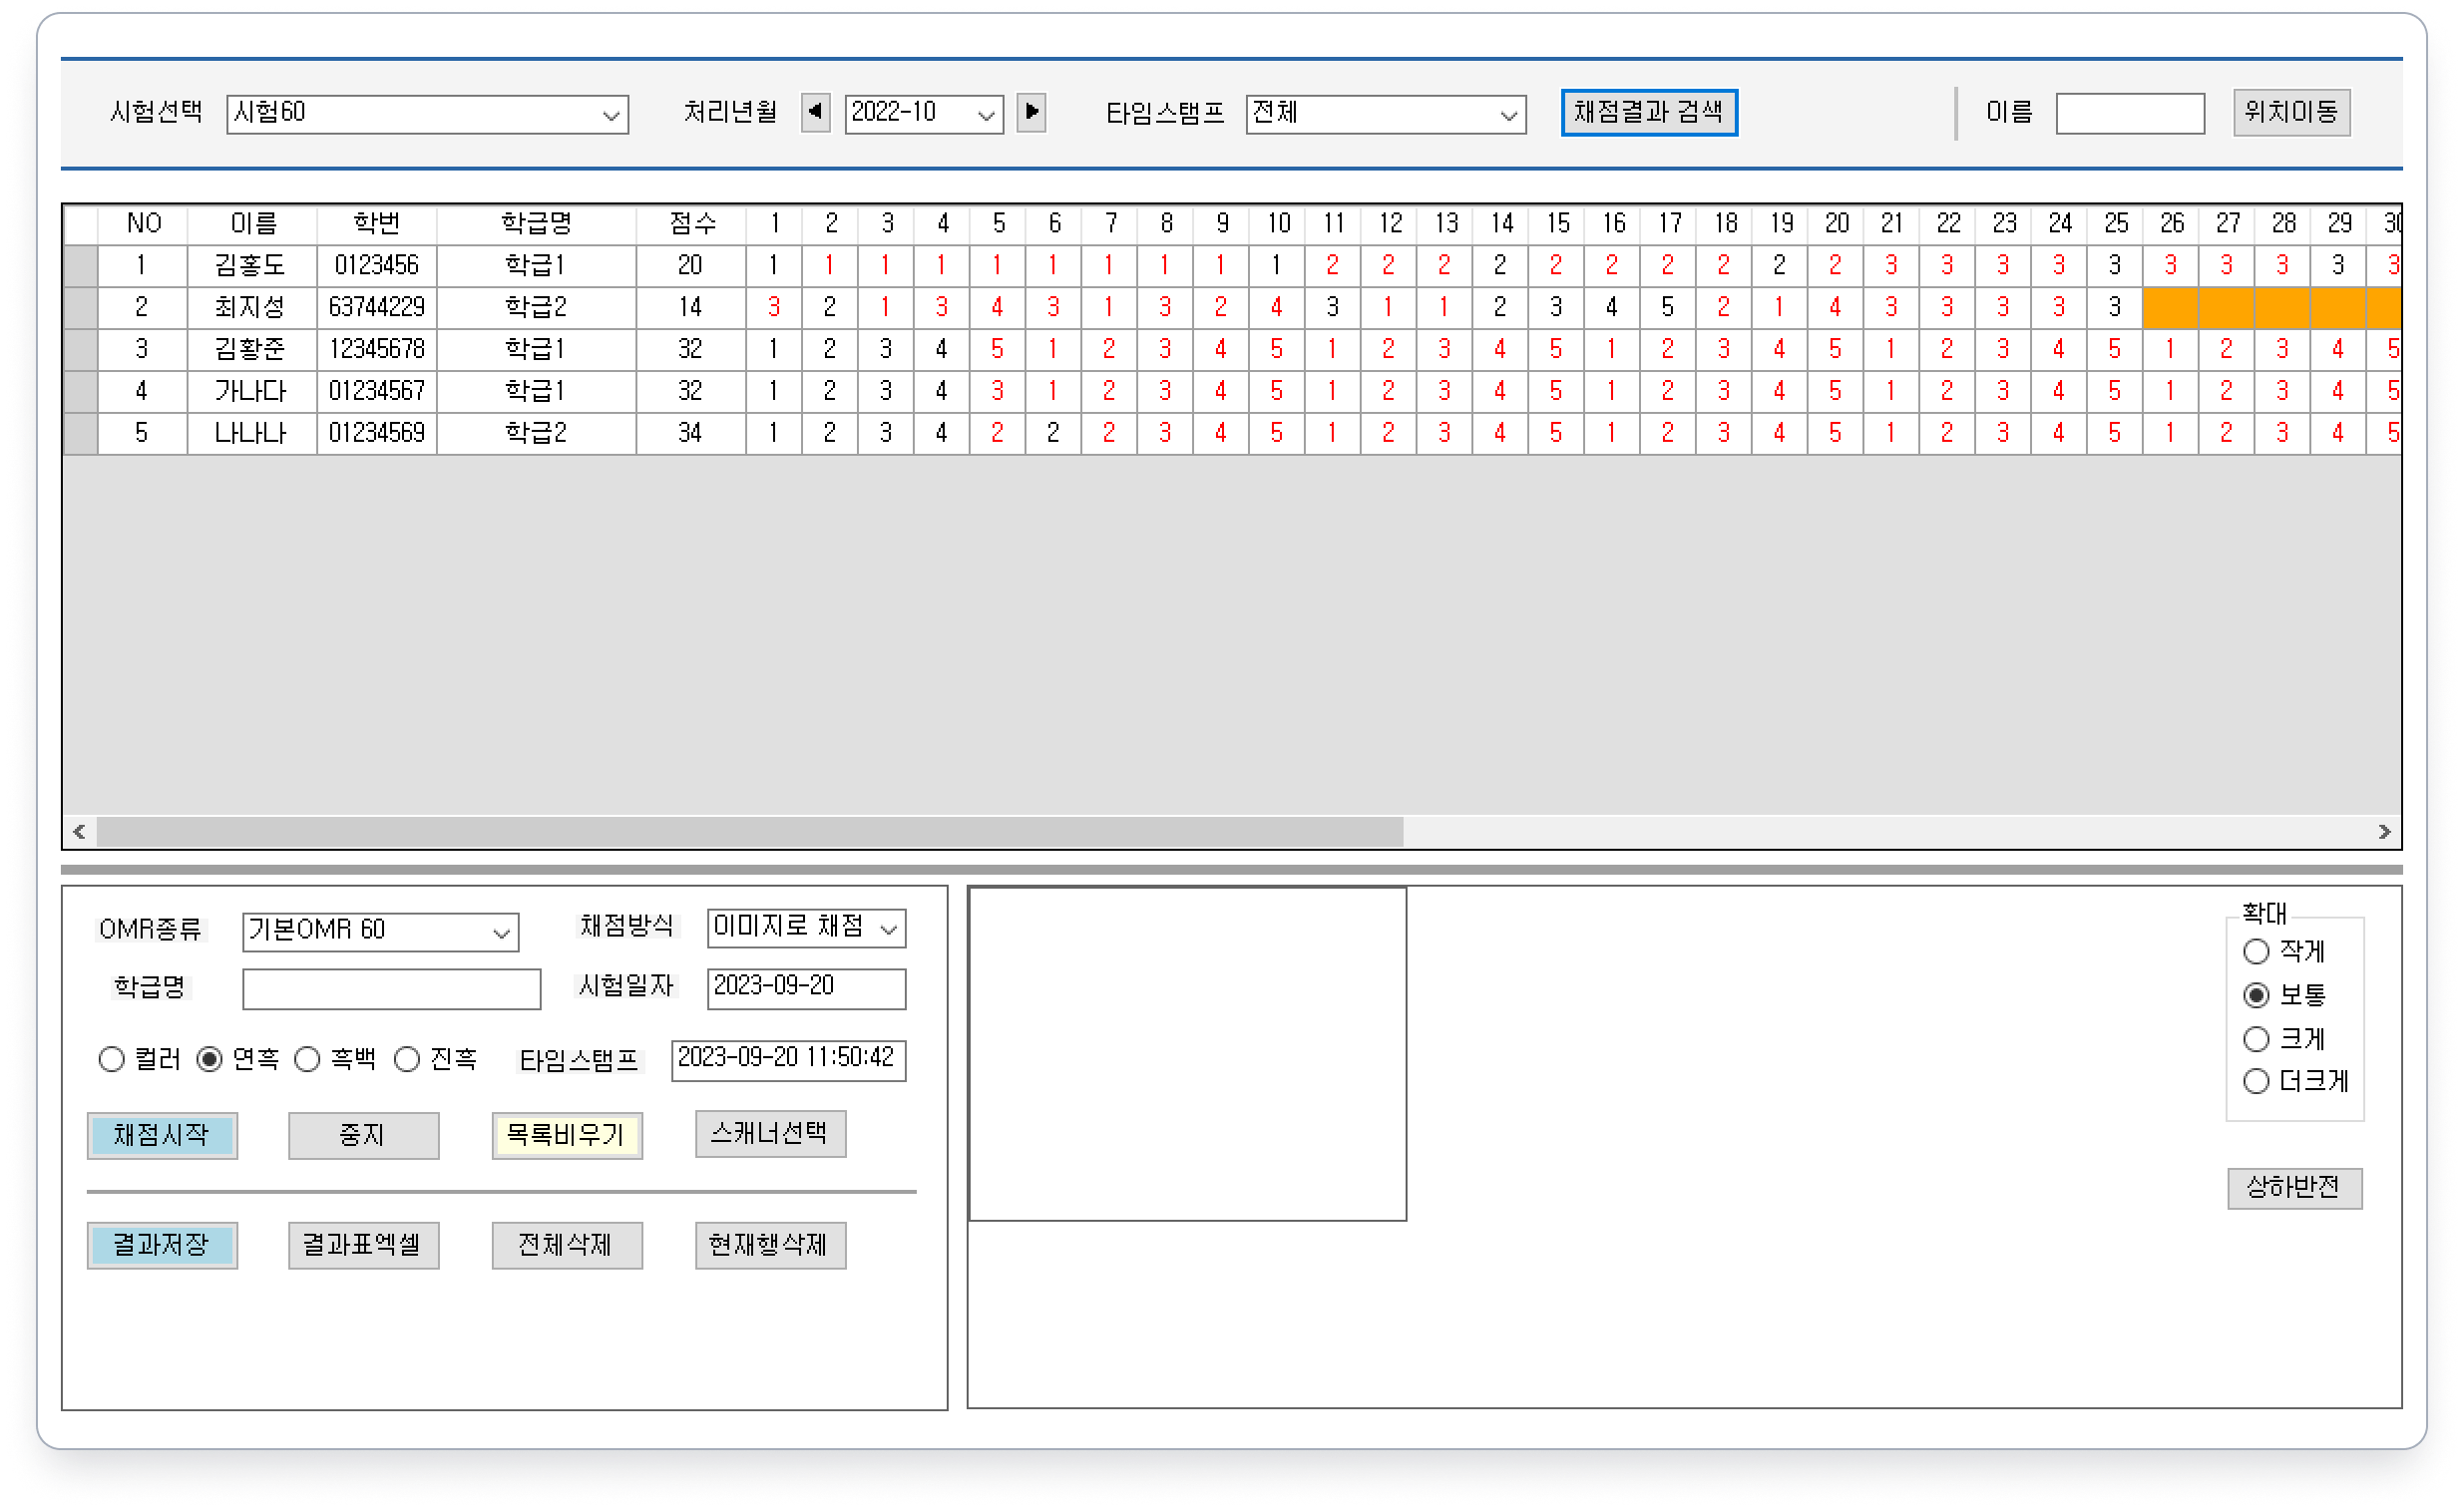 시험선택 시험60 처리년월 ◀ 2022-10 ▶ 타임스탬프 전체 채점결과 검색 이름 위치이동
NO 이름 학번 학급명 점수 1 2 3 4 5 6 7 8 9 10 11 12 13 14 15 16 17 18 19 20 21 22 23 24 25 26 27 28 29 30
1 김홍도 0123456 학급1 20 1 1 1 1 1 1 1 1 1 1 2 2 2 2 2 2 2 2 2 2 3 3 3 3 3 3 3 3 3 3
2 최지성 63744229 학급2 14 3 2 1 3 4 3 1 3 2 4 3 1 1 2 3 4 5 2 1 4 3 3 3 3 3
3 김황준 12345678 학급1 32 1 2 3 4 5 1 2 3 4 5 1 2 3 4 5 1 2 3 4 5 1 2 3 4 5 1 2 3 4 5
4 가나다 01234567 학급1 32 1 2 3 4 3 1 2 3 4 5 1 2 3 4 5 1 2 3 4 5 1 2 3 4 5 1 2 3 4 5
5 나나나 01234569 학급2 34 1 2 3 4 2 2 2 3 4 5 1 2 3 4 5 1 2 3 4 5 1 2 3 4 5 1 2 3 4 5
OMR종류 기본OMR 60 채점방식 이미지로 채점
학급명 시험일자 2023-09-20
컬러 연흑 흑백 진흑 타임스탬프 2023-09-20 11:50:42
채점시작 중지 목록비우기 스캐너선택
결과저장 결과표엑셀 전체삭제 현재행삭제
확대
작게
보통
크게
더크게
상하반전